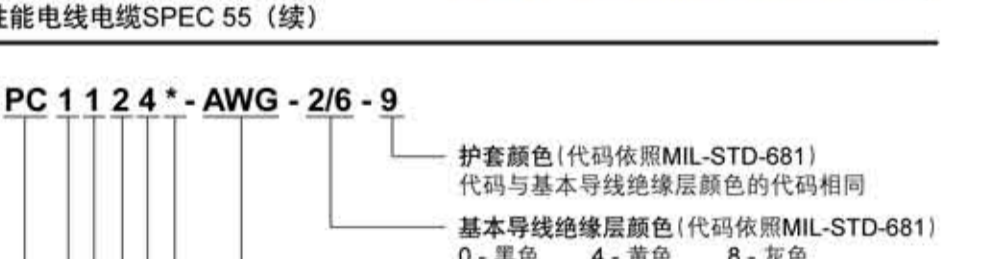 能电线电缆SPEC 55（续）
PC 1 1 2 4 * - AWG - 2/6 - 9
护套颜色(代码依照MIL-STD-681)
代码与基本导线绝缘层颜色的代码相同
基本导线绝缘层颜色(代码依照MIL-STD-681)
0 - 黑色 4 - 黄色 8 - 灰色